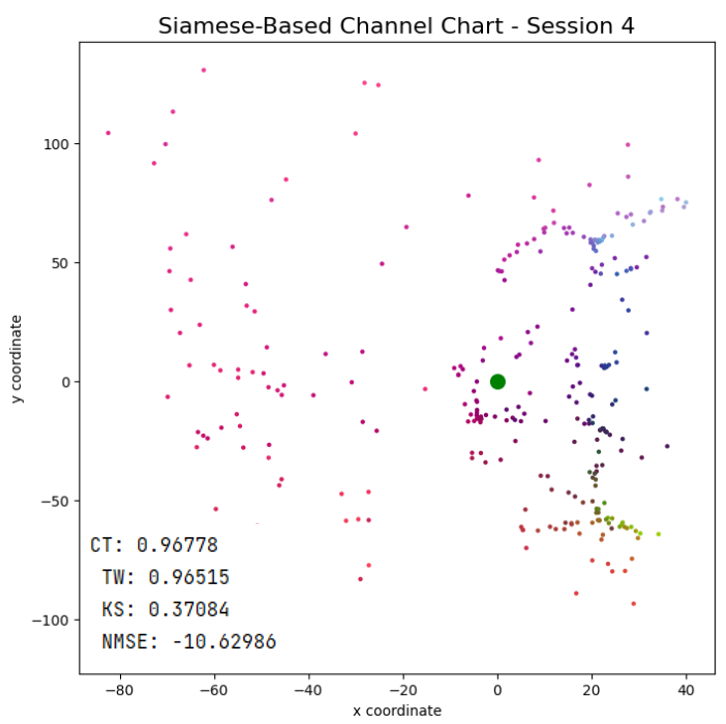 Siamese-Based Channel Chart - Session 4
y coordinate
100
50
0
−50
−100
CT: 0.96778
TW: 0.96515
KS: 0.37084
NMSE: -10.62986
−80
−60
−40
−20
0
20
40
x coordinate